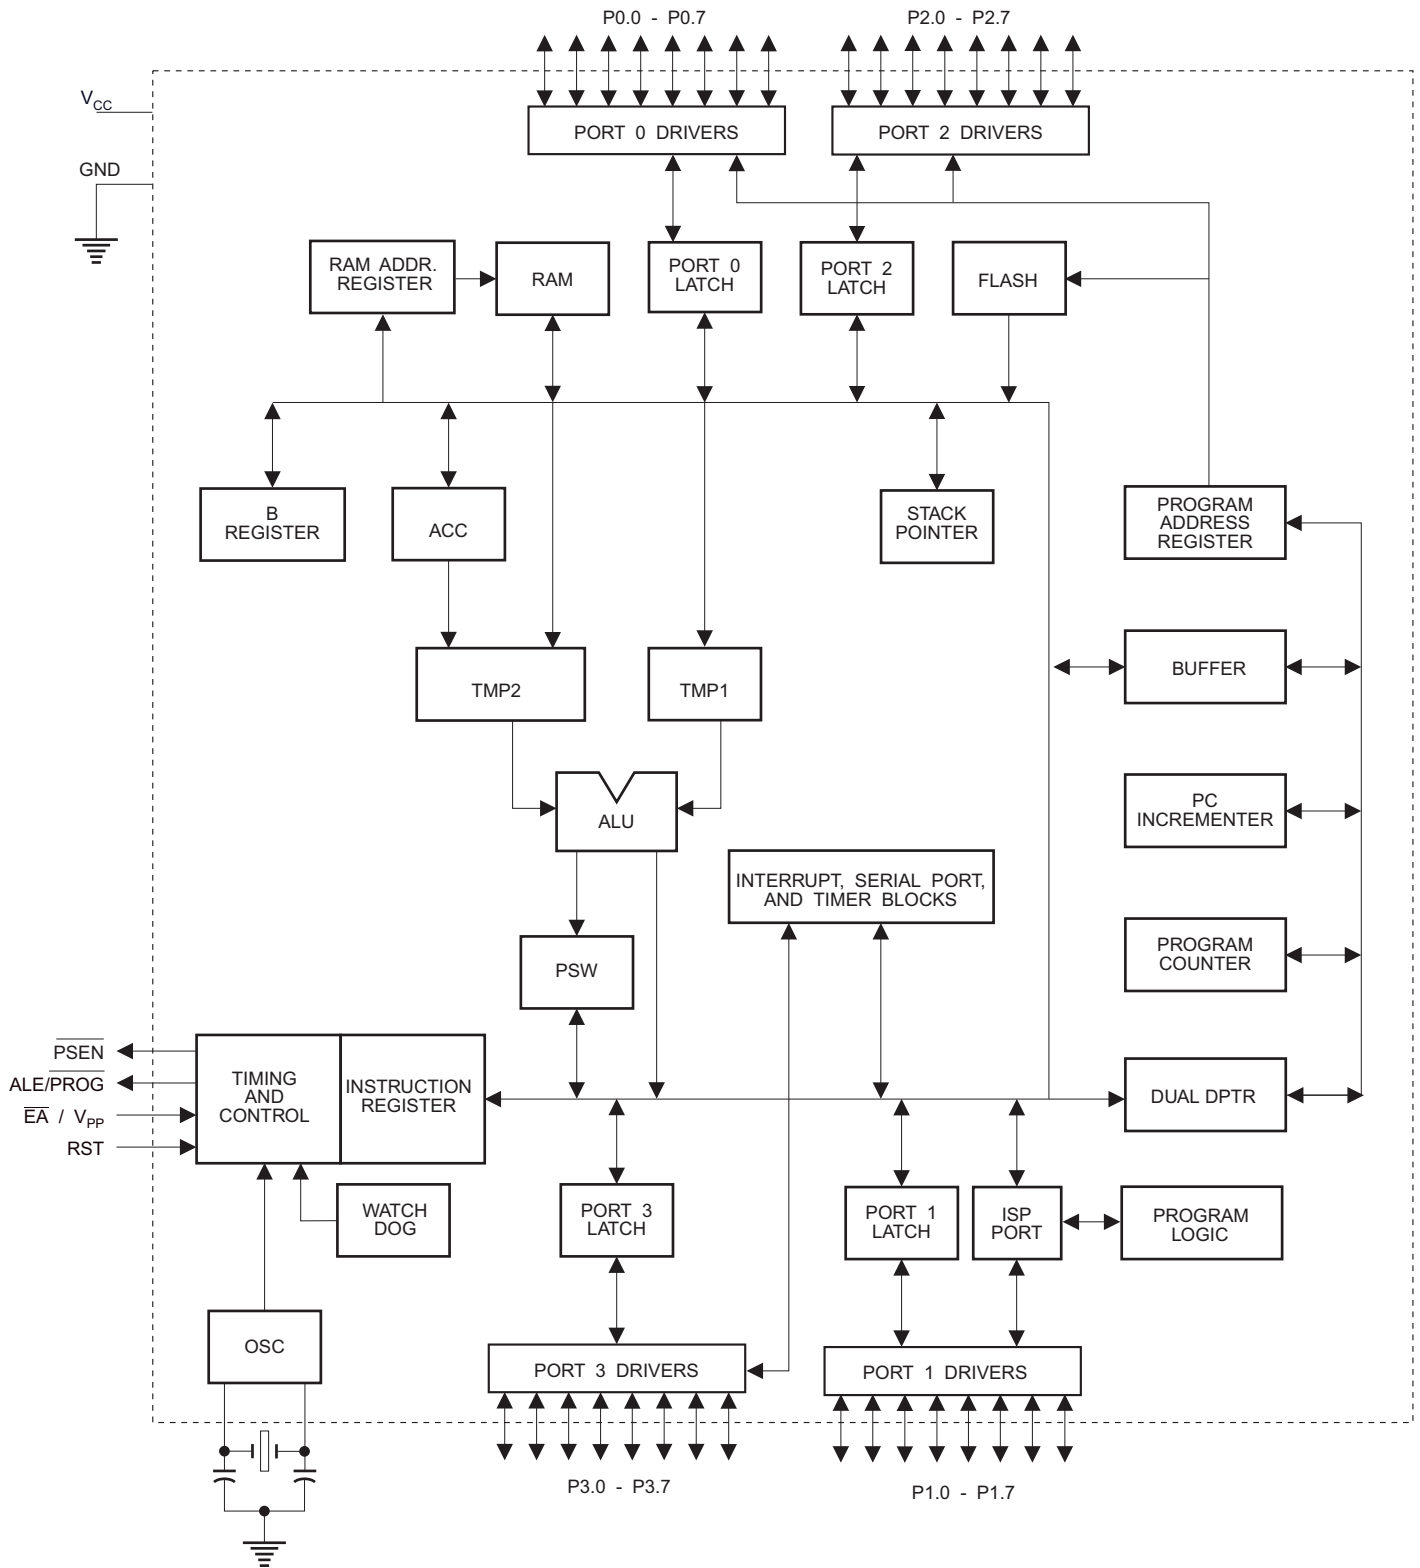 P0.0 - P0.7
P2.0 - P2.7
VCC
PORT 0 DRIVERS
PORT 2 DRIVERS
GND
RAM ADDR.
REGISTER
RAM
PORT 0
LATCH
PORT 2
LATCH
FLASH
B
REGISTER
ACC
STACK
POINTER
PROGRAM
ADDRESS
REGISTER
BUFFER
TMP2
TMP1
PC
INCREMENTER
ALU
INTERRUPT, SERIAL PORT,
AND TIMER BLOCKS
PROGRAM
COUNTER
PSW
PSEN
ALE/PROG
EA / VPP
RST
TIMING
AND
CONTROL
INSTRUCTION
REGISTER
DUAL DPTR
WATCH
DOG
PORT 3
LATCH
PORT 1
LATCH
ISP
PORT
PROGRAM
LOGIC
OSC
PORT 3 DRIVERS
PORT 1 DRIVERS
P3.0 - P3.7
P1.0 - P1.7